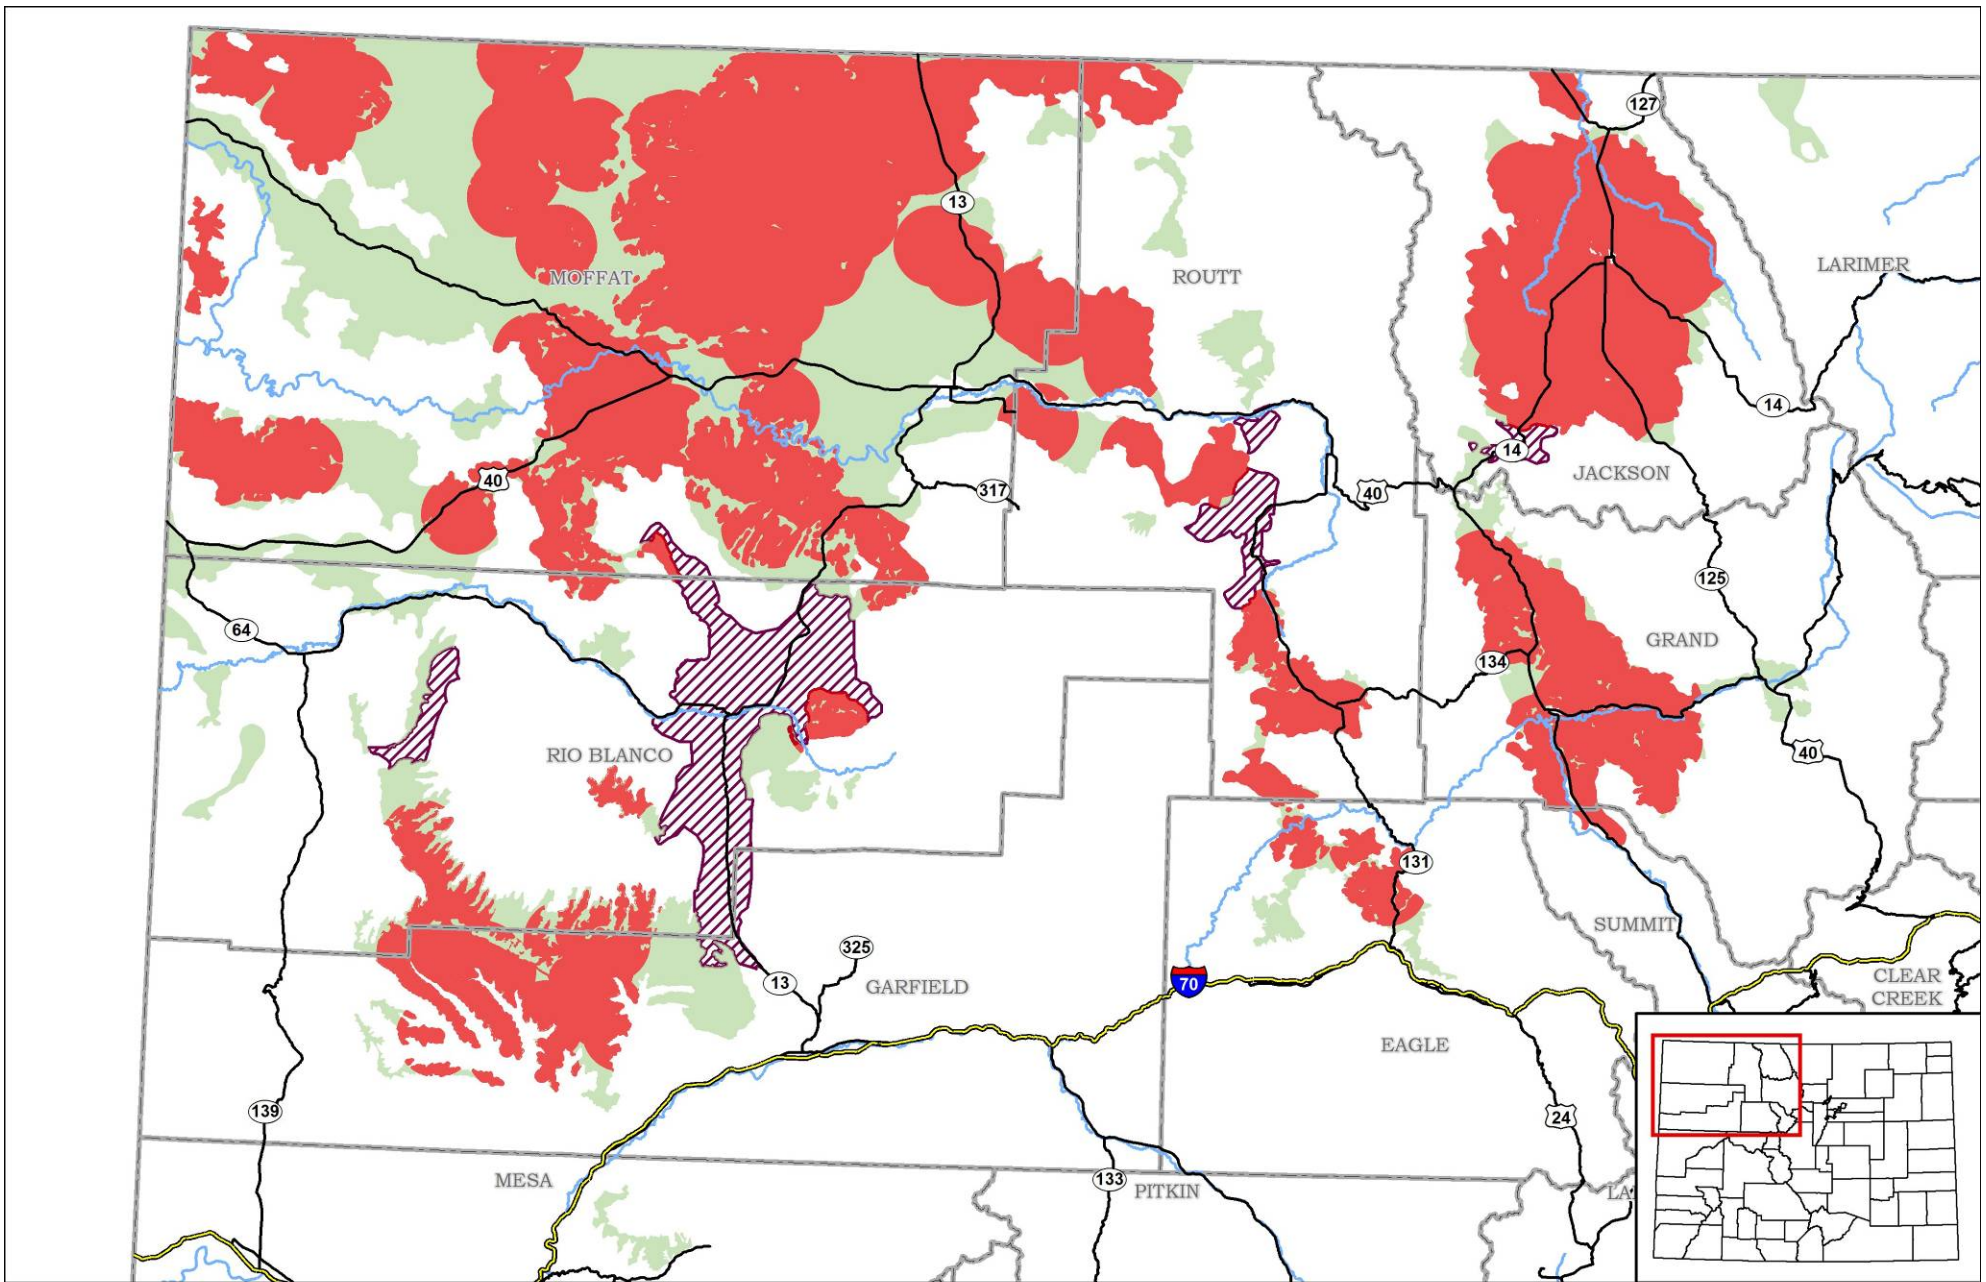 127
13
MOFFAT
ROUTT
LARIMER
14
14
JACKSON
40
317
40
125
64
GRAND
134
RIO BLANCO
40
131
SUMMIT
325
13
GARFIELD
70
CLEAR
CREEK
EAGLE
139
24
MESA
133
PITKIN
LA